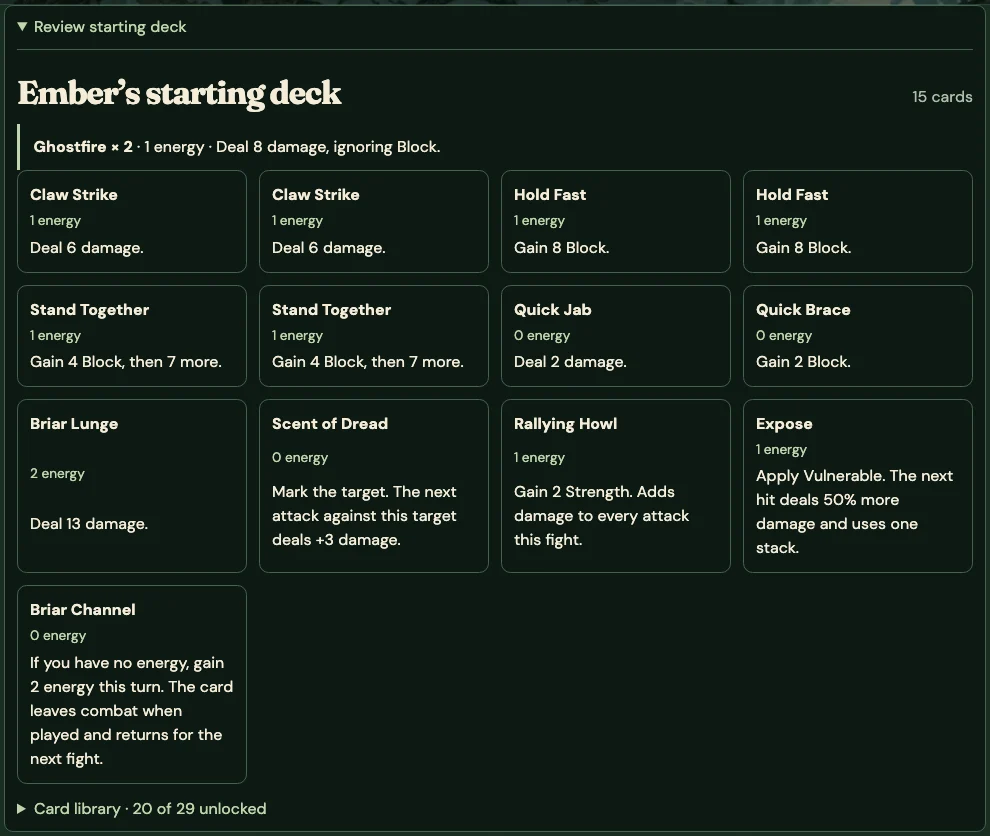 ▼ Review starting deck
Ember’s starting deck
15 cards
Ghostfire × 2 · 1 energy · Deal 8 damage, ignoring Block.
Claw Strike
1 energy
Deal 6 damage.
Claw Strike
1 energy
Deal 6 damage.
Hold Fast
1 energy
Gain 8 Block.
Hold Fast
1 energy
Gain 8 Block.
Stand Together
1 energy
Gain 4 Block, then 7 more.
Stand Together
1 energy
Gain 4 Block, then 7 more.
Quick Jab
0 energy
Deal 2 damage.
Quick Brace
0 energy
Gain 2 Block.
Briar Lunge
2 energy
Deal 13 damage.
Scent of Dread
0 energy
Mark the target. The next
attack against this target
deals +3 damage.
Rallying Howl
1 energy
Gain 2 Strength. Adds
damage to every attack
this fight.
Expose
1 energy
Apply Vulnerable. The next
hit deals 50% more
damage and uses one
stack.
Briar Channel
0 energy
If you have no energy, gain
2 energy this turn. The card
leaves combat when
played and returns for the
next fight.
▶ Card library · 20 of 29 unlocked